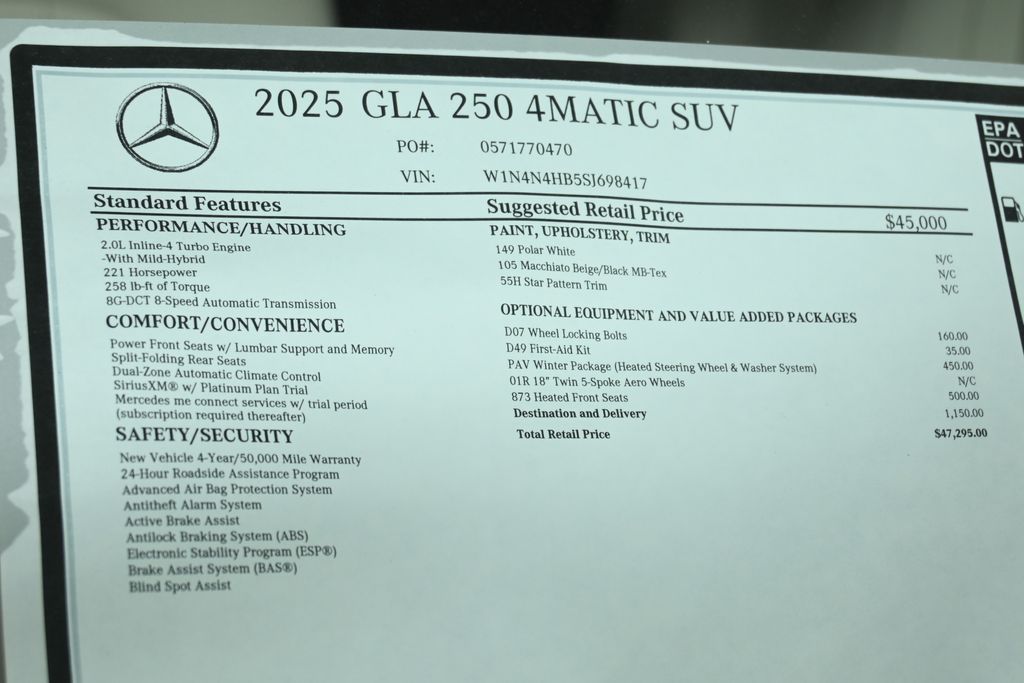 2025 GLA 250 4MATIC SUV
PO#: 0571770470
VIN: W1N4N4HB5SJ698417
EPA
DOT
Standard Features
Suggested Retail Price $45,000
PERFORMANCE/HANDLING
2.0L Inline-4 Turbo Engine
-With Mild-Hybrid
221 Horsepower
258 lb-ft of Torque
8G-DCT 8-Speed Automatic Transmission
COMFORT/CONVENIENCE
Power Front Seats w/ Lumbar Support and Memory
Split-Folding Rear Seats
Dual-Zone Automatic Climate Control
SiriusXM® w/ Platinum Plan Trial
Mercedes me connect services w/ trial period
(subscription required thereafter)
SAFETY/SECURITY
New Vehicle 4-Year/50,000 Mile Warranty
24-Hour Roadside Assistance Program
Advanced Air Bag Protection System
Antitheft Alarm System
Active Brake Assist
Antilock Braking System (ABS)
Electronic Stability Program (ESP®)
Brake Assist System (BAS®)
Blind Spot Assist
PAINT, UPHOLSTERY, TRIM
149 Polar White N/C
105 Macchiato Beige/Black MB-Tex N/C
55H Star Pattern Trim N/C
OPTIONAL EQUIPMENT AND VALUE ADDED PACKAGES
D07 Wheel Locking Bolts 160.00
D49 First-Aid Kit 35.00
PAV Winter Package (Heated Steering Wheel & Washer System) 450.00
01R 18" Twin 5-Spoke Aero Wheels N/C
873 Heated Front Seats 500.00
Destination and Delivery 1,150.00
Total Retail Price $47,295.00